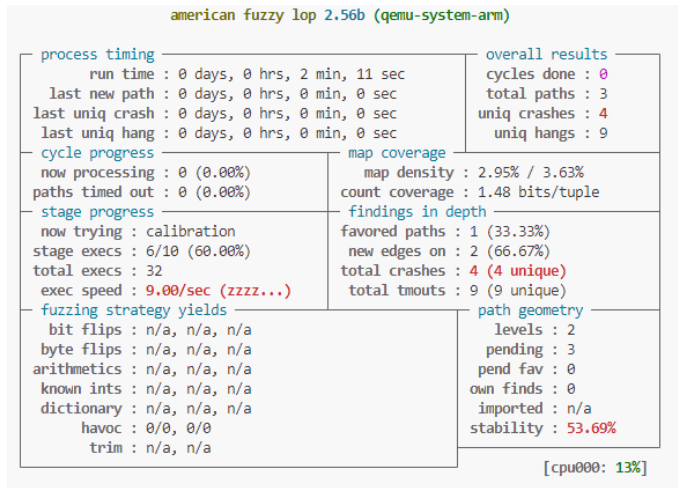 american fuzzy lop 2.56b (qemu-system-arm)
process timing
run time : 0 days, 0 hrs, 2 min, 11 sec
last new path : 0 days, 0 hrs, 0 min, 0 sec
last uniq crash : 0 days, 0 hrs, 0 min, 0 sec
last uniq hang : 0 days, 0 hrs, 0 min, 0 sec
overall results
cycles done : 0
total paths : 3
uniq crashes : 4
uniq hangs : 9
cycle progress
now processing : 0 (0.00%)
paths timed out : 0 (0.00%)
map coverage
map density : 2.95% / 3.63%
count coverage : 1.48 bits/tuple
stage progress
now trying : calibration
stage execs : 6/10 (60.00%)
total execs : 32
exec speed : 9.00/sec (zzzz...)
findings in depth
favored paths : 1 (33.33%)
new edges on : 2 (66.67%)
total crashes : 4 (4 unique)
total tmouts : 9 (9 unique)
fuzzing strategy yields
bit flips : n/a, n/a, n/a
byte flips : n/a, n/a, n/a
arithmetics : n/a, n/a, n/a
known ints : n/a, n/a, n/a
dictionary : n/a, n/a, n/a
havoc : 0/0, 0/0
trim : n/a, n/a
path geometry
levels : 2
pending : 3
pend fav : 0
own finds : 0
imported : n/a
stability : 53.69%
[cpu000: 13%]